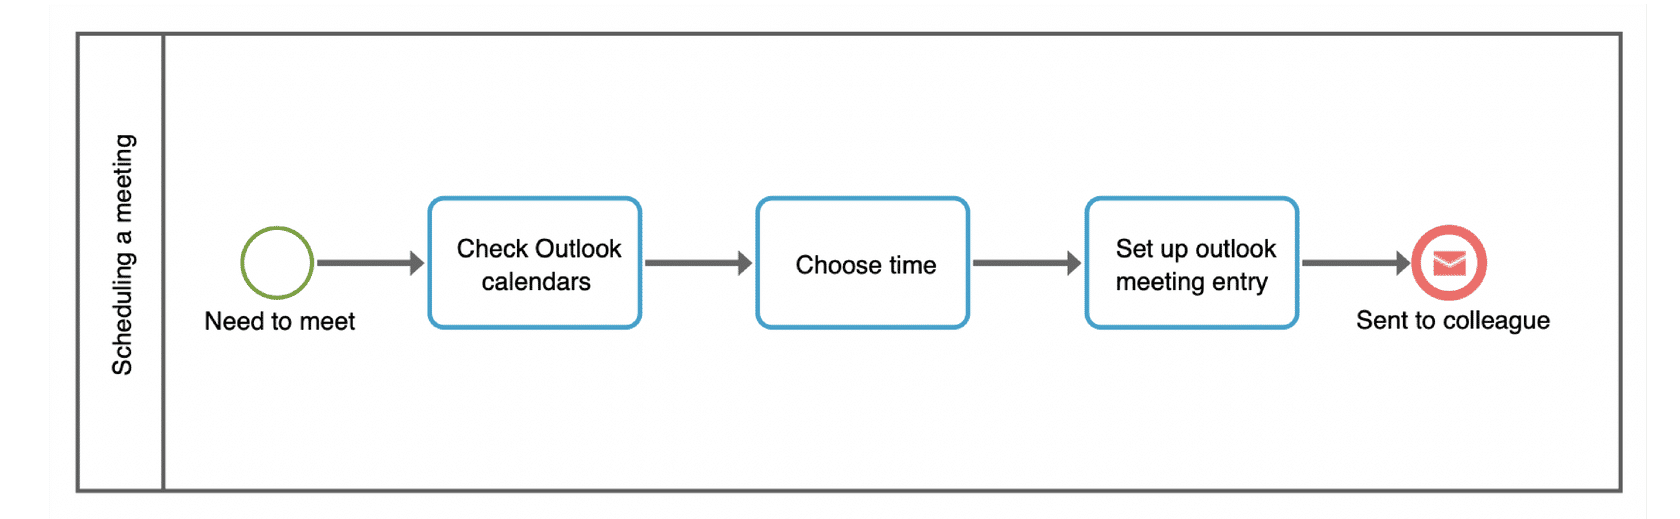 Scheduling a meeting
Need to meet
Check Outlook
calendars
Choose time
Set up outlook
meeting entry
Sent to colleague